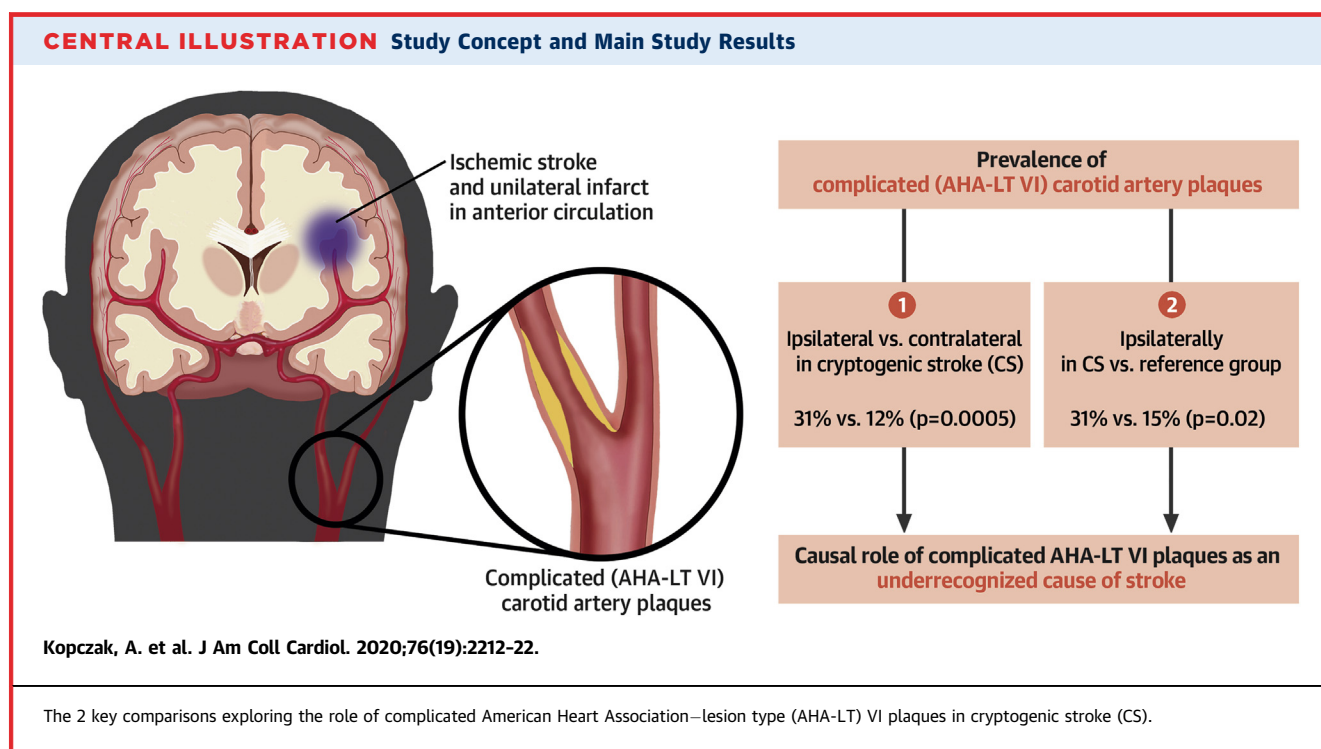 CENTRAL ILLUSTRATION Study Concept and Main Study Results
Ischemic stroke
and unilateral infarct
in anterior circulation
Complicated (AHA-LT VI)
carotid artery plaques
Prevalence of
complicated (AHA-LT VI) carotid artery plaques
1
Ipsilateral vs. contralateral
in cryptogenic stroke (CS)
31% vs. 12% (p=0.0005)
2
Ipsilaterally
in CS vs. reference group
31% vs. 15% (p=0.02)
Causal role of complicated AHA-LT VI plaques as an
underrecognized cause of stroke
Kopczak, A. et al. J Am Coll Cardiol. 2020;76(19):2212–22.
The 2 key comparisons exploring the role of complicated American Heart Association–lesion type (AHA-LT) VI plaques in cryptogenic stroke (CS).